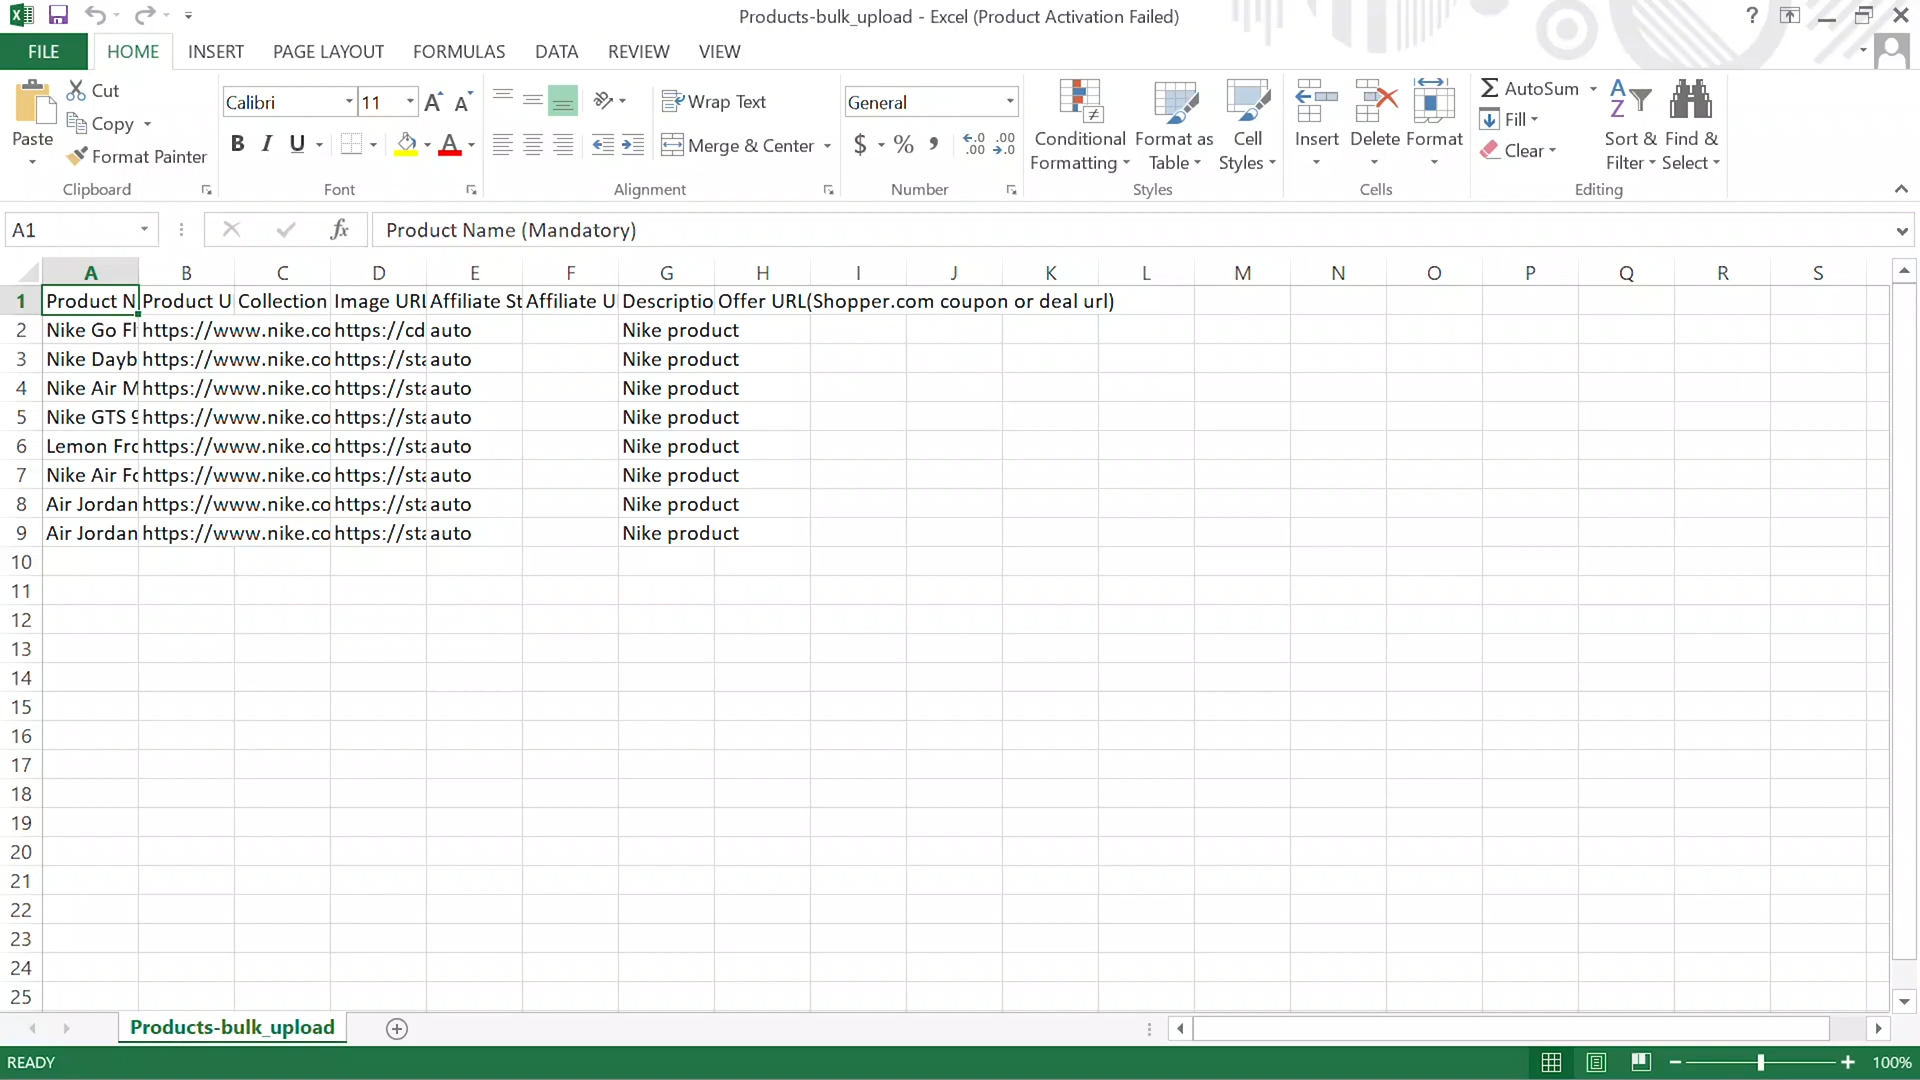 Products-bulk_upload - Excel (Product Activation Failed)
?
FILE HOME INSERT PAGE LAYOUT FORMULAS DATA REVIEW VIEW
Paste
Cut
Copy
Format Painter
Clipboard
Calibri 11
B I U
Font
Wrap Text
Merge & Center
Alignment
General
$ % ,
Number
Conditional Formatting
Format as Table
Cell Styles
Styles
Insert
Delete
Format
Cells
AutoSum
Fill
Clear
Sort & Filter
Find & Select
Editing
A1 fx Product Name (Mandatory)
A B C D E F G H I J K L M N O P Q R S
1 Product N Product U Collection Image URL Affiliate St Affiliate U Descriptio Offer URL(Shopper.com coupon or deal url)
2 Nike Go Fl https://www.nike.co https://cd auto Nike product
3 Nike Dayb https://www.nike.co https://sta auto Nike product
4 Nike Air M https://www.nike.co https://sta auto Nike product
5 Nike GTS 9 https://www.nike.co https://sta auto Nike product
6 Lemon Fro https://www.nike.co https://sta auto Nike product
7 Nike Air Fo https://www.nike.co https://sta auto Nike product
8 Air Jordan https://www.nike.co https://sta auto Nike product
9 Air Jordan https://www.nike.co https://sta auto Nike product
10
11
12
13
14
15
16
17
18
19
20
21
22
23
24
25
Products-bulk_upload
READY 100%